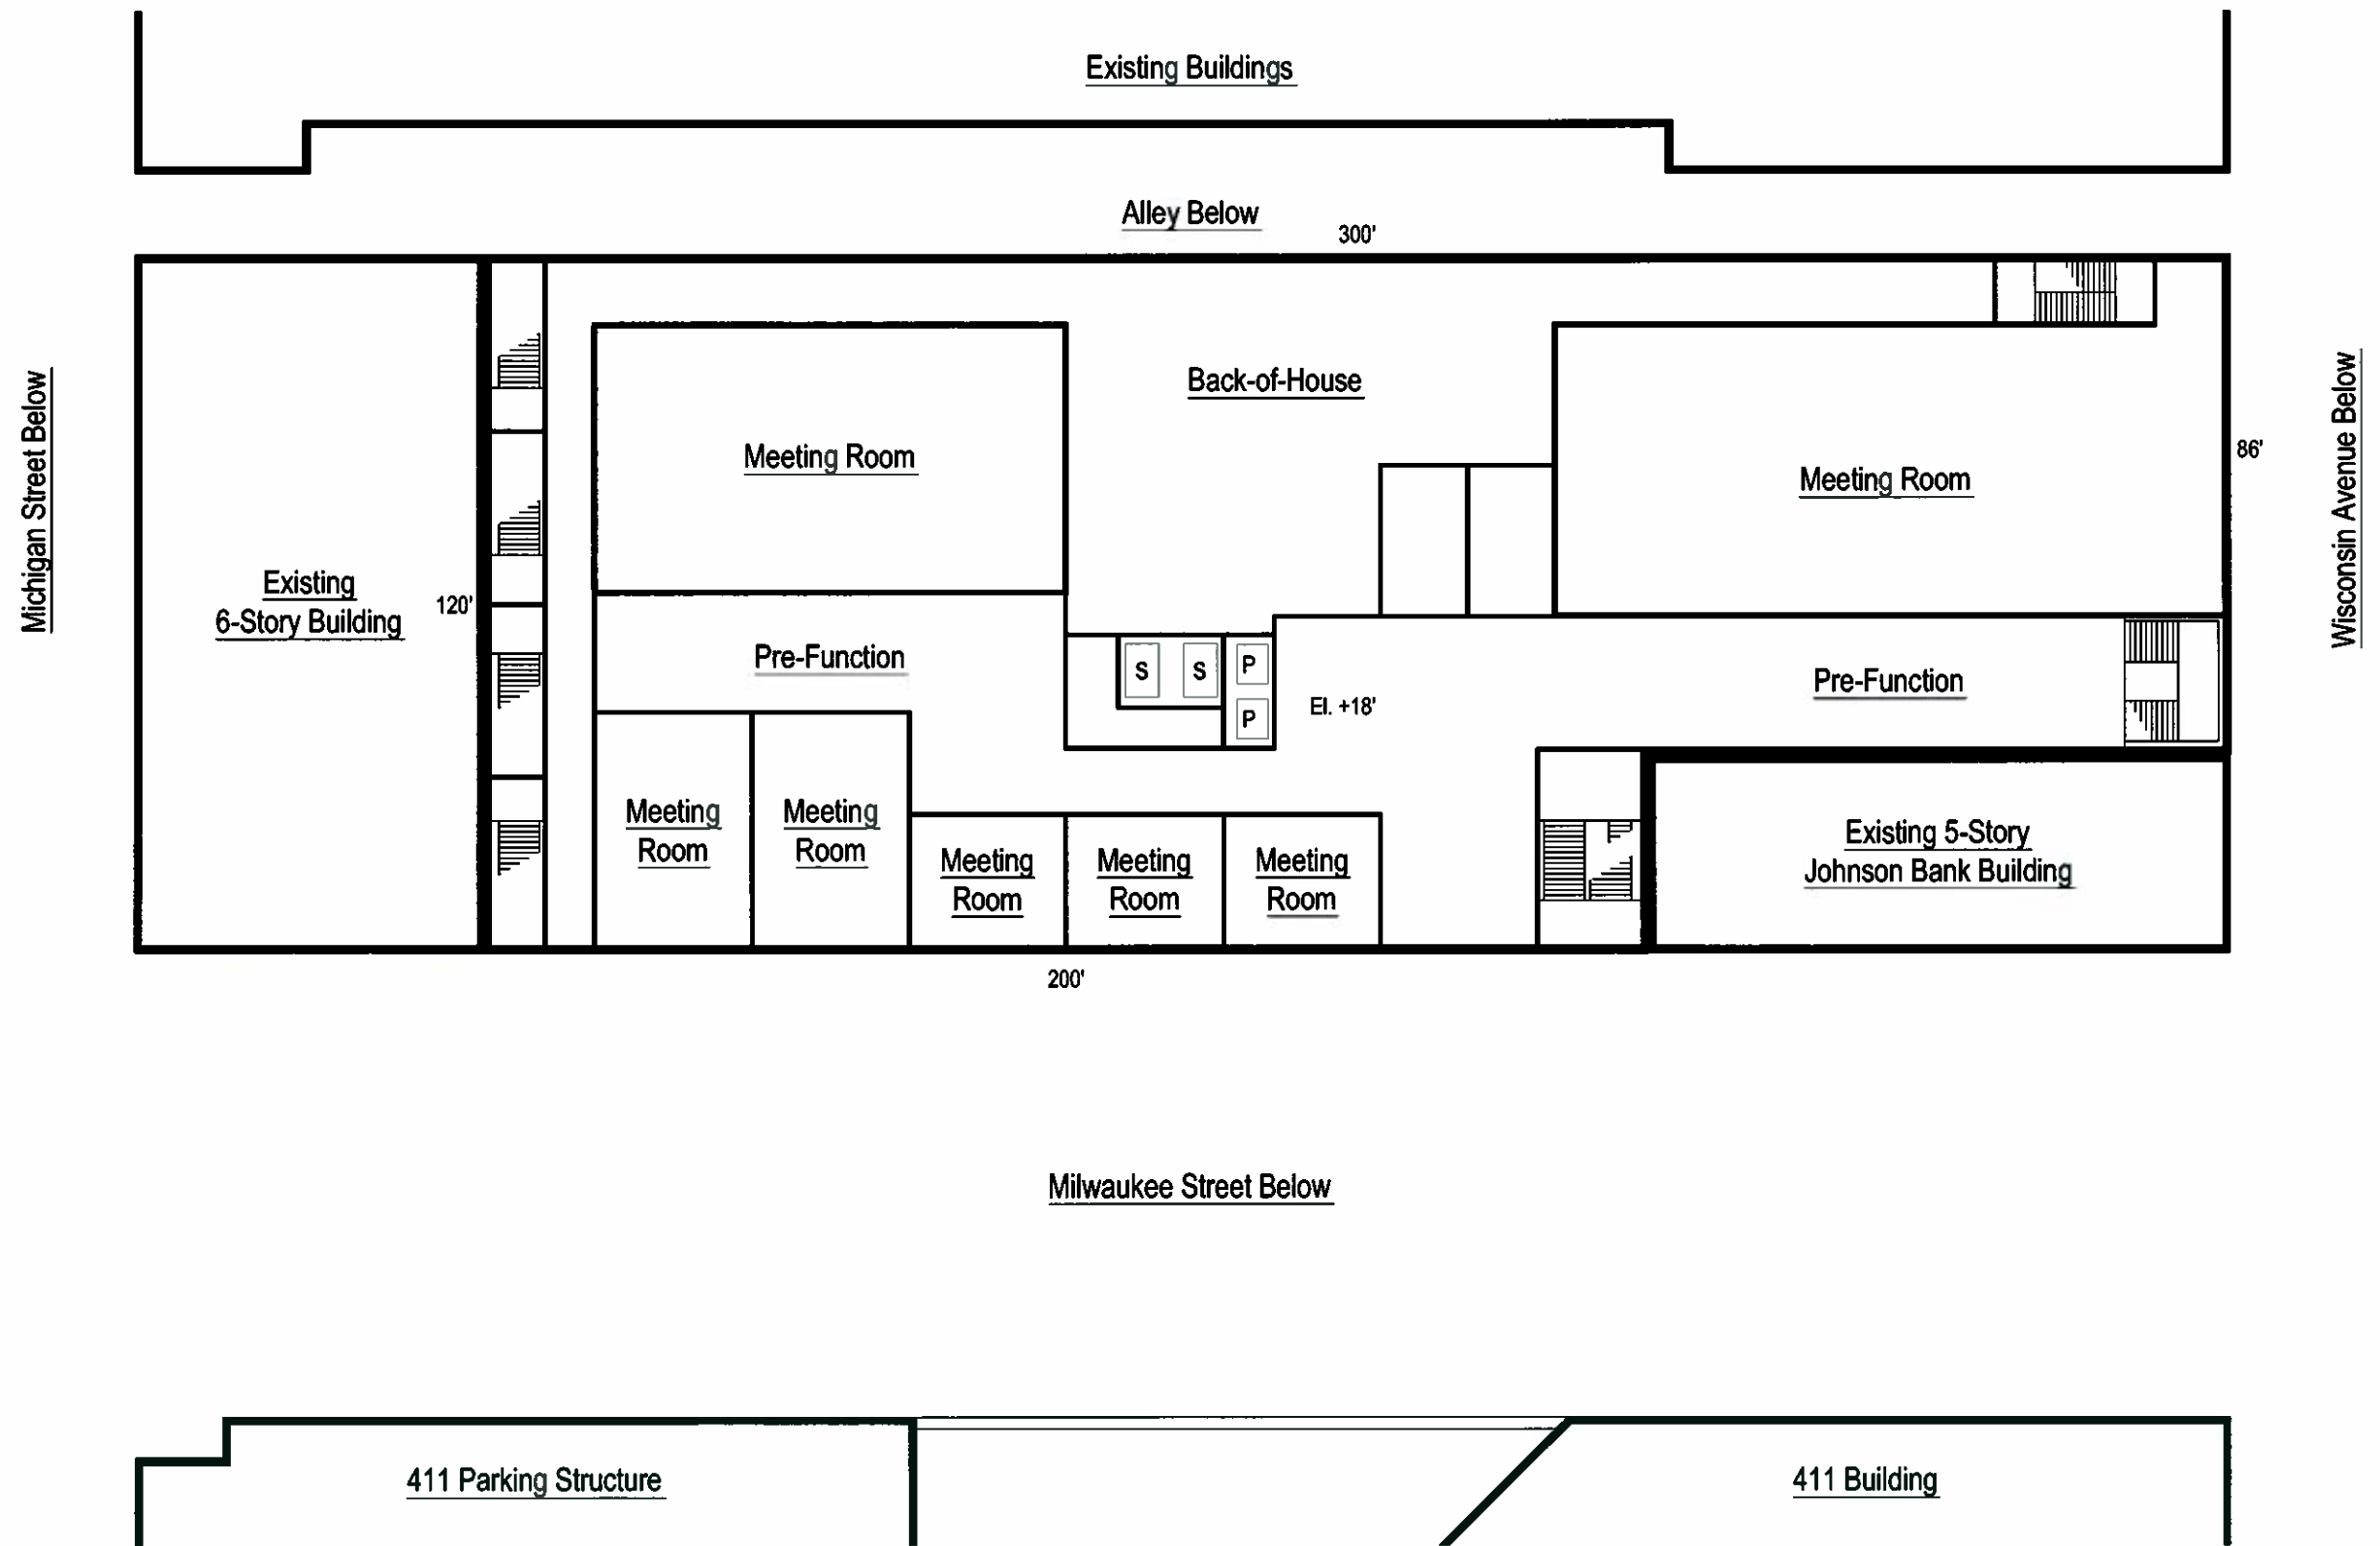 Existing Buildings
Alley Below
300'
Michigan Street Below
Back-of-House
Meeting Room
Meeting Room
86'
Wisconsin Avenue Below
Existing
6-Story Building
120'
Pre-Function
S
S
P
P
El. +18'
Pre-Function
Meeting
Room
Meeting
Room
Meeting
Room
Meeting
Room
Meeting
Room
Existing 5-Story
Johnson Bank Building
200'
Milwaukee Street Below
411 Parking Structure
411 Building